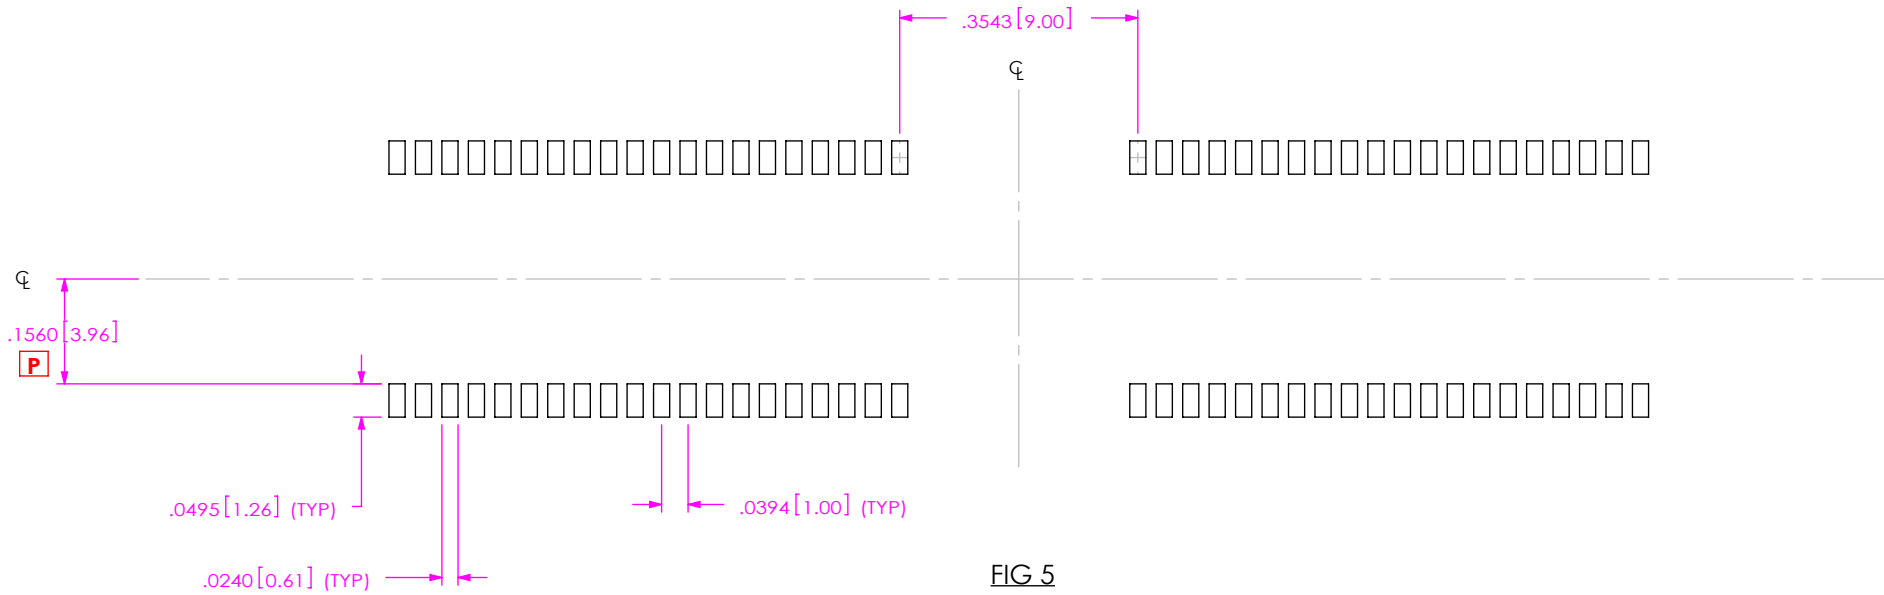 .3543[9.00]
℄
℄
.1560[3.96]
P
.0495[1.26] (TYP)
.0394[1.00] (TYP)
.0240[0.61] (TYP)
FIG 5